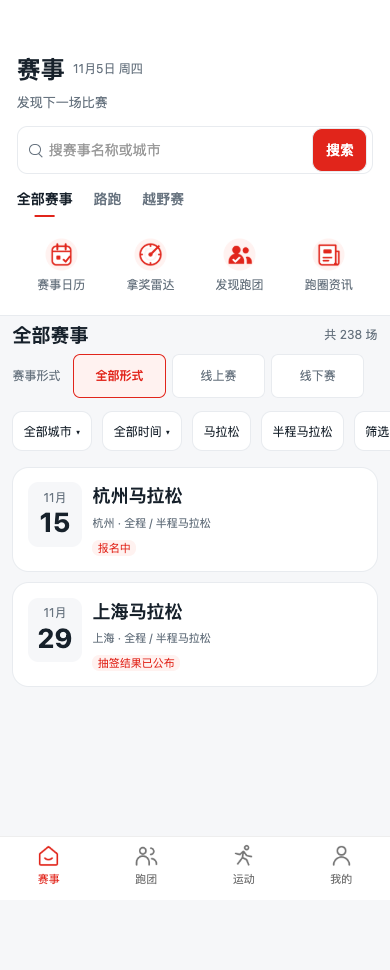 赛事 11月5日 周四
发现下一场比赛
搜赛事名称或城市 搜索
全部赛事 路跑 越野赛
赛事日历 拿奖雷达 发现跑团 跑圈资讯
全部赛事 共 238 场
赛事形式 全部形式 线上赛 线下赛
全部城市 ▾ 全部时间 ▾ 马拉松 半程马拉松 筛选
11月
15
杭州马拉松
杭州 · 全程 / 半程马拉松
报名中
11月
29
上海马拉松
上海 · 全程 / 半程马拉松
抽签结果已公布
赛事 跑团 运动 我的